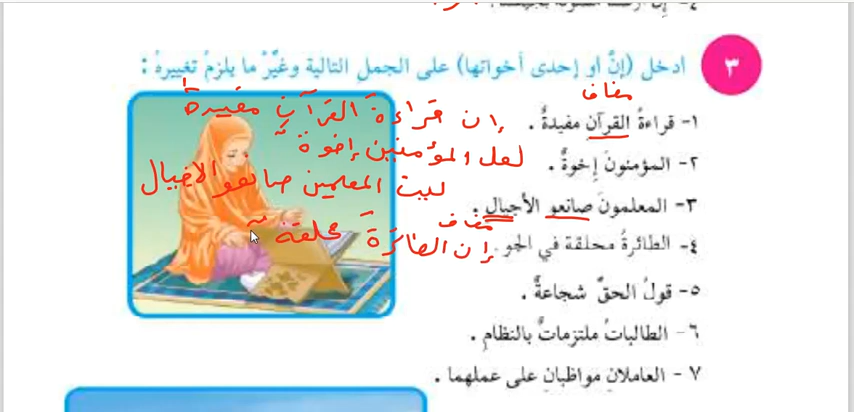 ٣ ادخل (إنَّ أو إحدى أخواتها) على الجمل التالية وغيِّرْ ما يلزمُ تغييرهُ :
مضاف
١- قراءةُ القرآنِ مفيدةٌ .
إن قراءةَ القرآنِ مفيدةٌ
٢- المؤمنونَ إخوةٌ .
لعل المؤمنين إخوةٌ
٣- المعلمونَ صانعو الأجيالِ .
ليت المعلمين صانعو الاجيال
مضاف
٤- الطائرةُ محلقة في الجو
إن الطائرةَ محلقةٌ
٥- قولُ الحقِّ شجاعةٌ .
٦- الطالباتُ ملتزماتٌ بالنظامِ .
٧- العاملانِ مواظبانِ على عملهما .